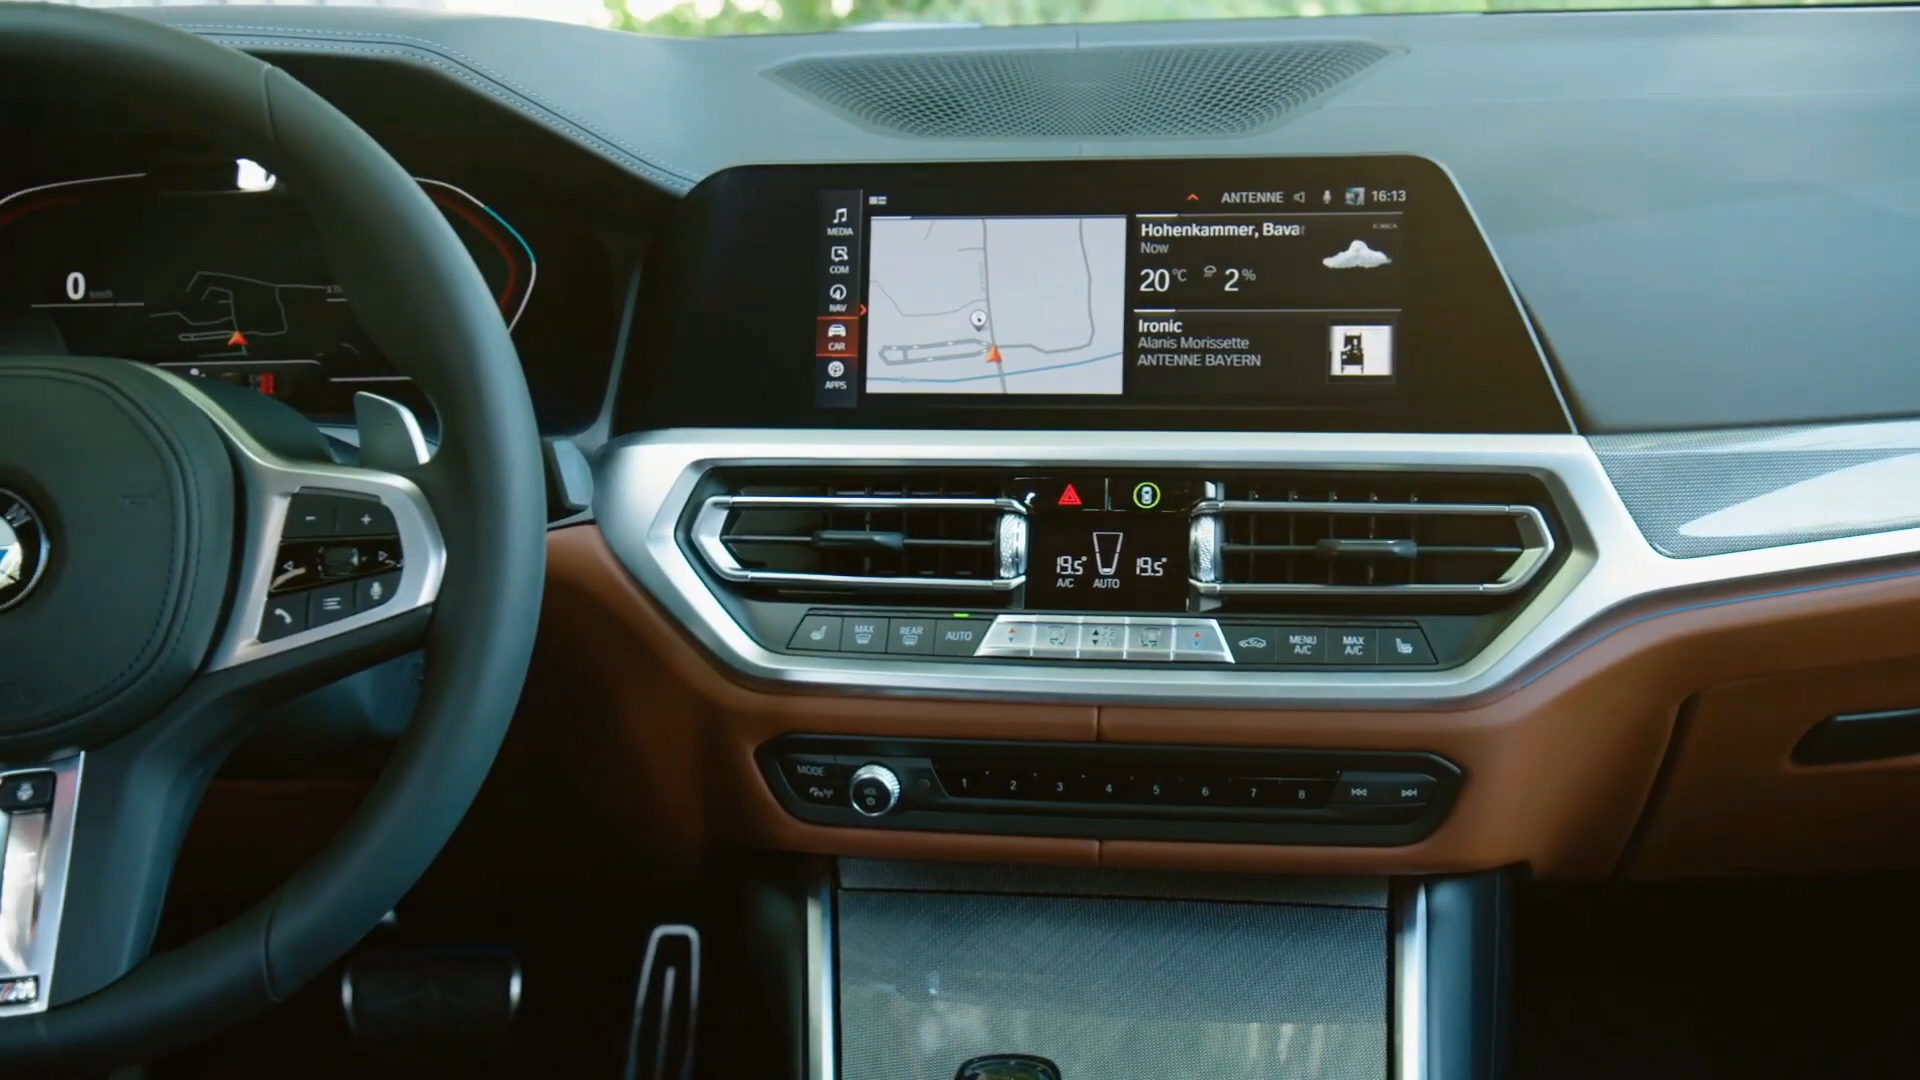 ANTENNE 16:13
MEDIA
COM
NAV
CAR
APPS
Hohenkammer, Bavar
Now
20°C 2%
Ironic
Alanis Morissette
ANTENNE BAYERN
0 km/h
- +
19.5° 19.5°
A/C AUTO
MAX
REAR
AUTO
MENU A/C
MAX A/C
MODE
VOL
1 2 3 4 5 6 7 8
M